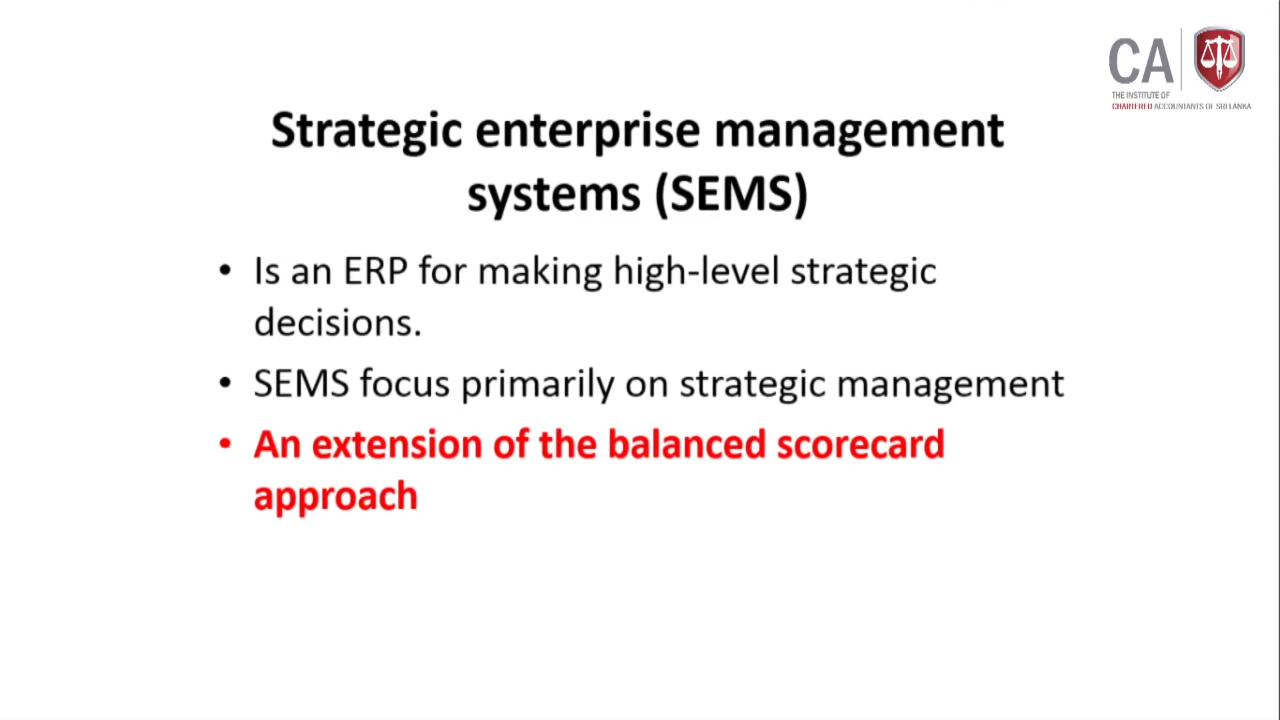 CA
THE INSTITUTE OF
CHARTERED ACCOUNTANTS OF SRI LANKA
Strategic enterprise management
systems (SEMS)
• Is an ERP for making high-level strategic
decisions.
• SEMS focus primarily on strategic management
• An extension of the balanced scorecard
approach